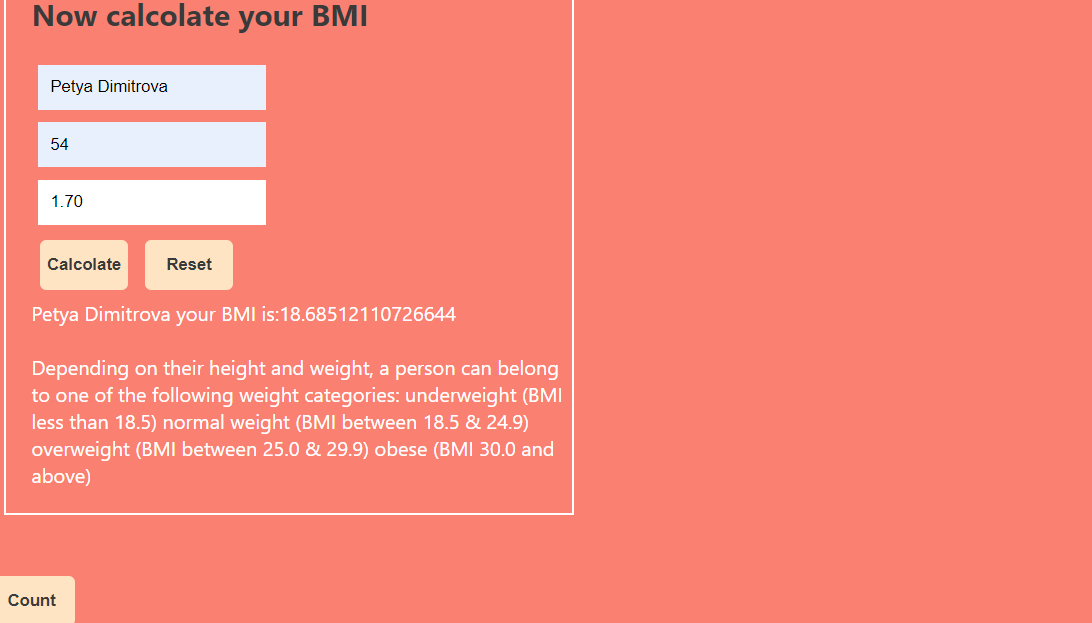 Now calcolate your BMI
Petya Dimitrova
54
1.70
Calcolate Reset
Petya Dimitrova your BMI is:18.68512110726644
Depending on their height and weight, a person can belong
to one of the following weight categories: underweight (BMI
less than 18.5) normal weight (BMI between 18.5 & 24.9)
overweight (BMI between 25.0 & 29.9) obese (BMI 30.0 and
above)
Count